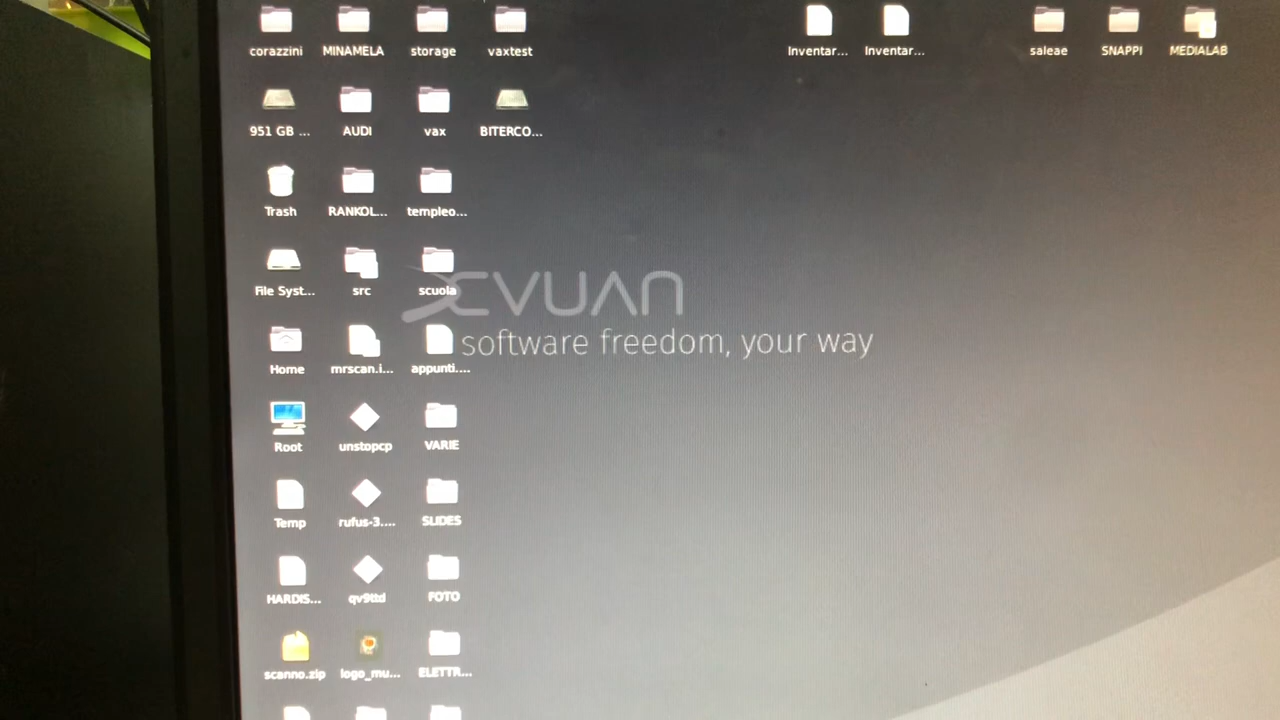 corazzini MINAMELA storage vaxtest Inventar... Inventar... saleae SNAPPI MEDIALAB
951 GB ... AUDI vax BITERCO...
Trash RANKOL... templeo...
File Syst... src scuola
DEVUAN
software freedom, your way
Home mrscan.i... appunti....
Root unstopcp VARIE
Temp rufus-3.... SLIDES
HARDIS... qv9ttd FOTO
scanno.zip logo_mu... ELETTR...